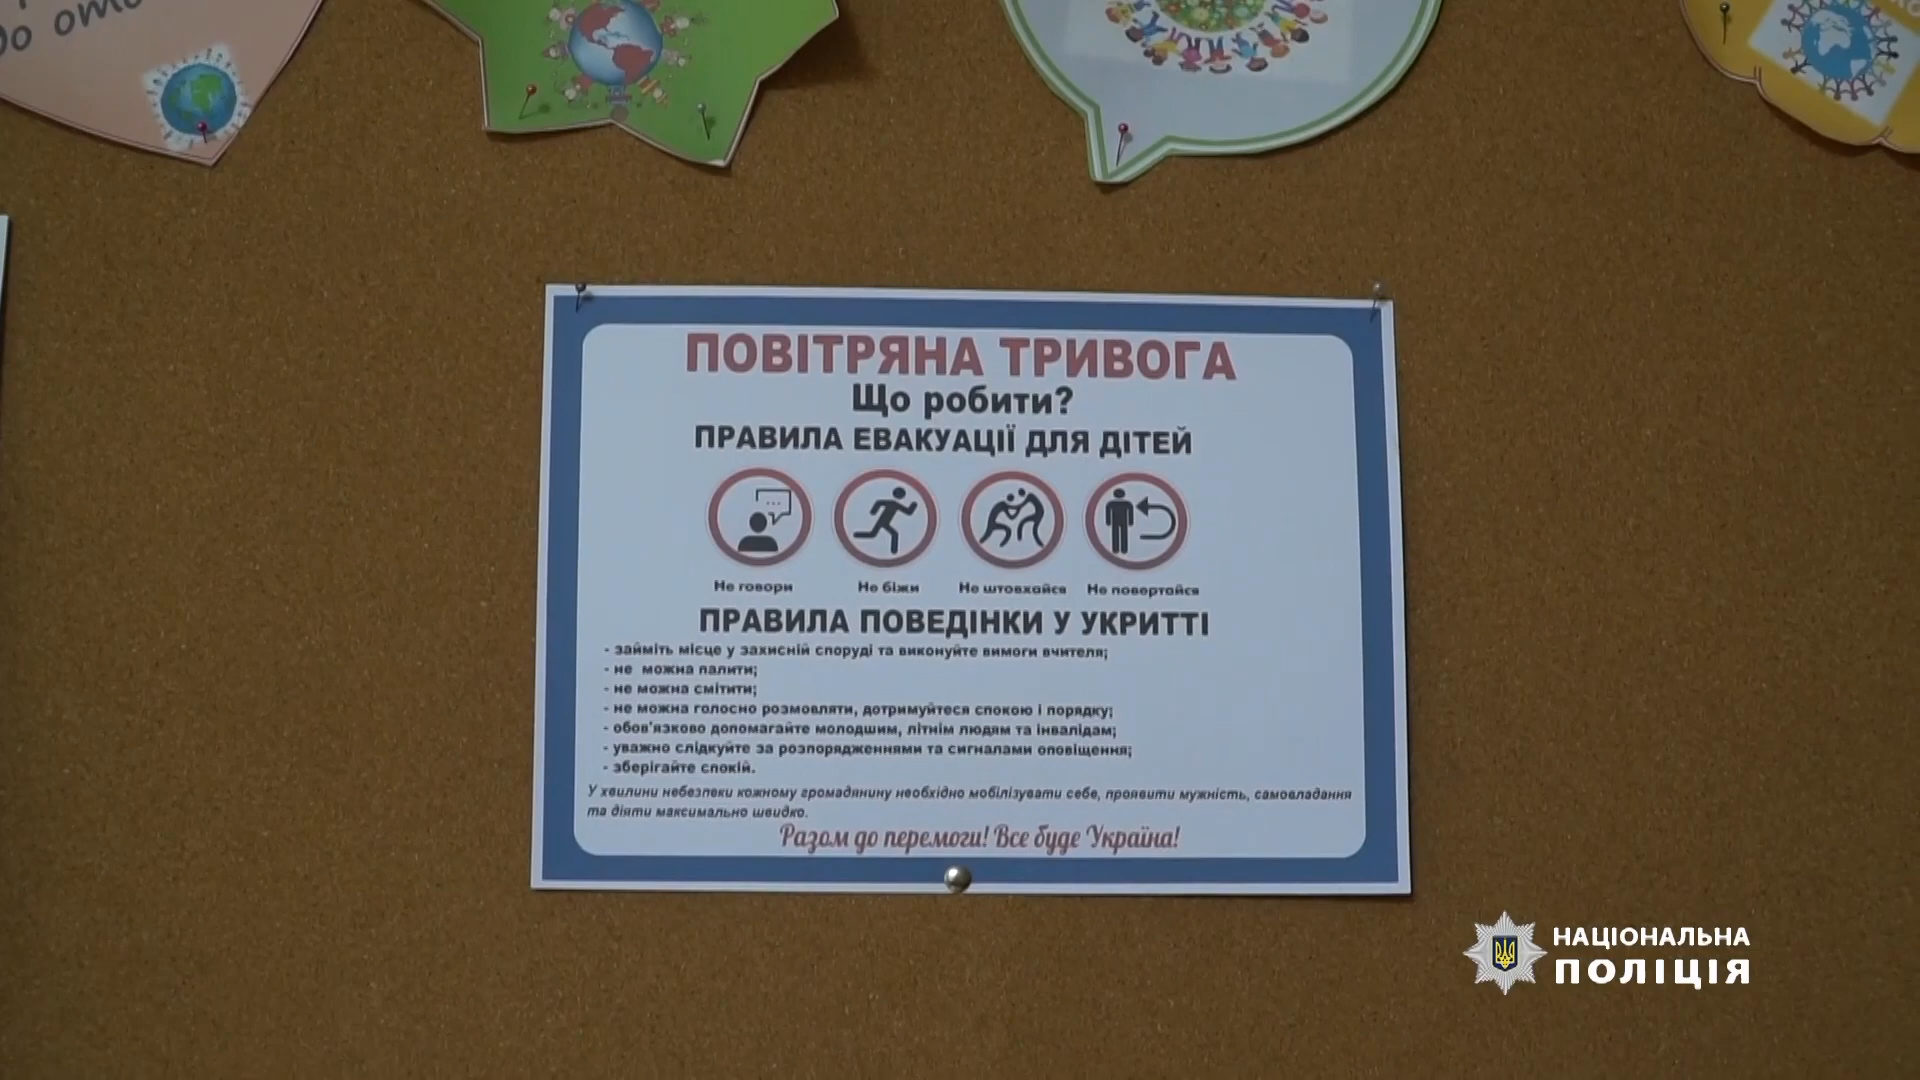 до
ПОВІТРЯНА ТРИВОГА
Що робити?
ПРАВИЛА ЕВАКУАЦІЇ ДЛЯ ДІТЕЙ
Не говори Не біжи Не штовхайся Не повертайся
ПРАВИЛА ПОВЕДІНКИ У УКРИТТІ
- займіть місце у захисній споруді та виконуйте вимоги вчителя;
- не можна палити;
- не можна смітити;
- не можна голосно розмовляти, дотримуйтеся спокою і порядку;
- обов'язково допомагайте молодшим, літнім людям та інвалідам;
- уважно слідкуйте за розпорядженнями та сигналами оповіщення;
- зберігайте спокій.
У хвилини небезпеки кожному громадянину необхідно мобілізувати себе, проявити мужність, самовладання
та діяти максимально швидко.
Разом до перемоги! Все буде Україна!
НАЦІОНАЛЬНА
ПОЛІЦІЯ